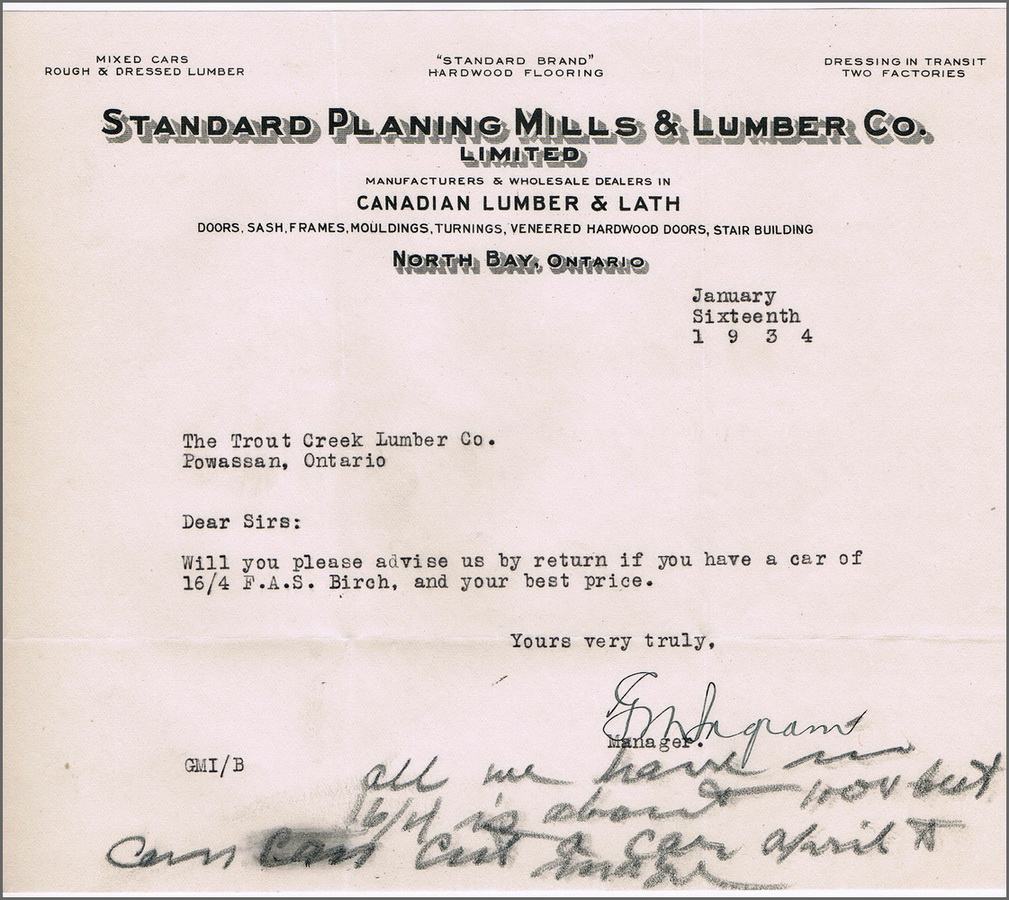 MIXED CARS
ROUGH & DRESSED LUMBER
"STANDARD BRAND"
HARDWOOD FLOORING
DRESSING IN TRANSIT
TWO FACTORIES
STANDARD PLANING MILLS & LUMBER CO.
LIMITED
MANUFACTURERS & WHOLESALE DEALERS IN
CANADIAN LUMBER & LATH
DOORS, SASH, FRAMES, MOULDINGS, TURNINGS, VENEERED HARDWOOD DOORS, STAIR BUILDING
NORTH BAY, ONTARIO
January
Sixteenth
1 9 3 4
The Trout Creek Lumber Co.
Powassan, Ontario
Dear Sirs:
Will you please advise us by return if you have a car of
16/4 F.A.S. Birch, and your best price.
Yours very truly,
GMIngram
Manager.
GMI/B
all we have in
16/4 is about feet
Can cut a car april